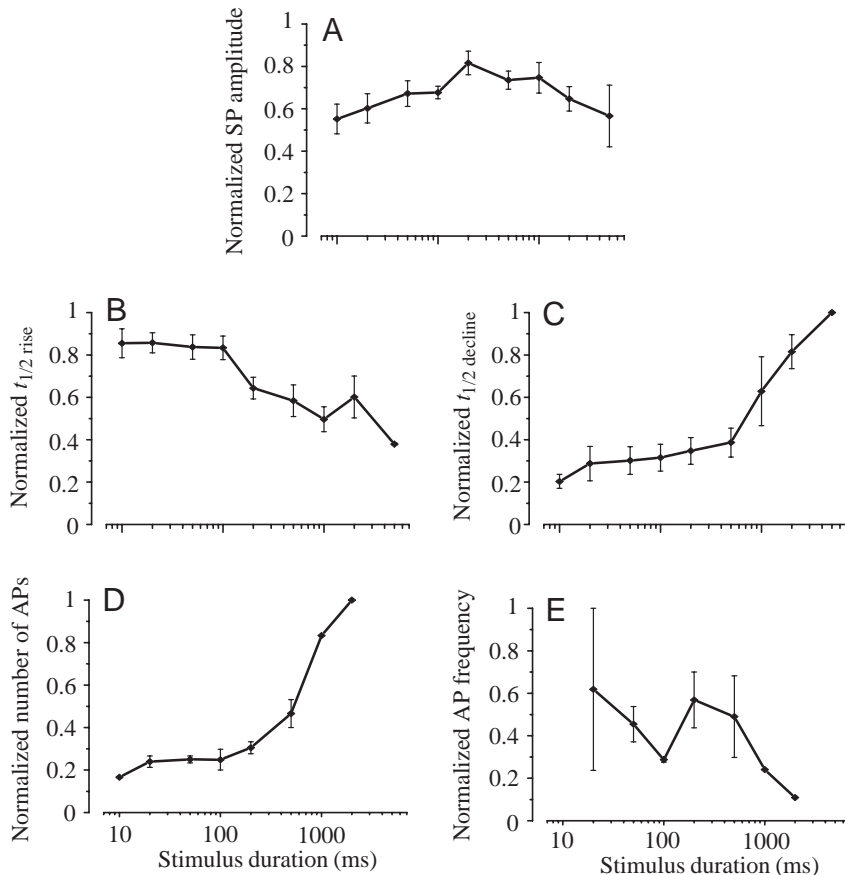 A
Normalized SP amplitude
1
0.8
0.6
0.4
0.2
0
B
Normalized t1/2 rise
1
0.8
0.6
0.4
0.2
0
C
Normalized t1/2 decline
1
0.8
0.6
0.4
0.2
0
D
Normalized number of APs
1
0.8
0.6
0.4
0.2
0
10 100 1000
Stimulus duration (ms)
E
Normalized AP frequency
1
0.8
0.6
0.4
0.2
0
10 100 1000
Stimulus duration (ms)